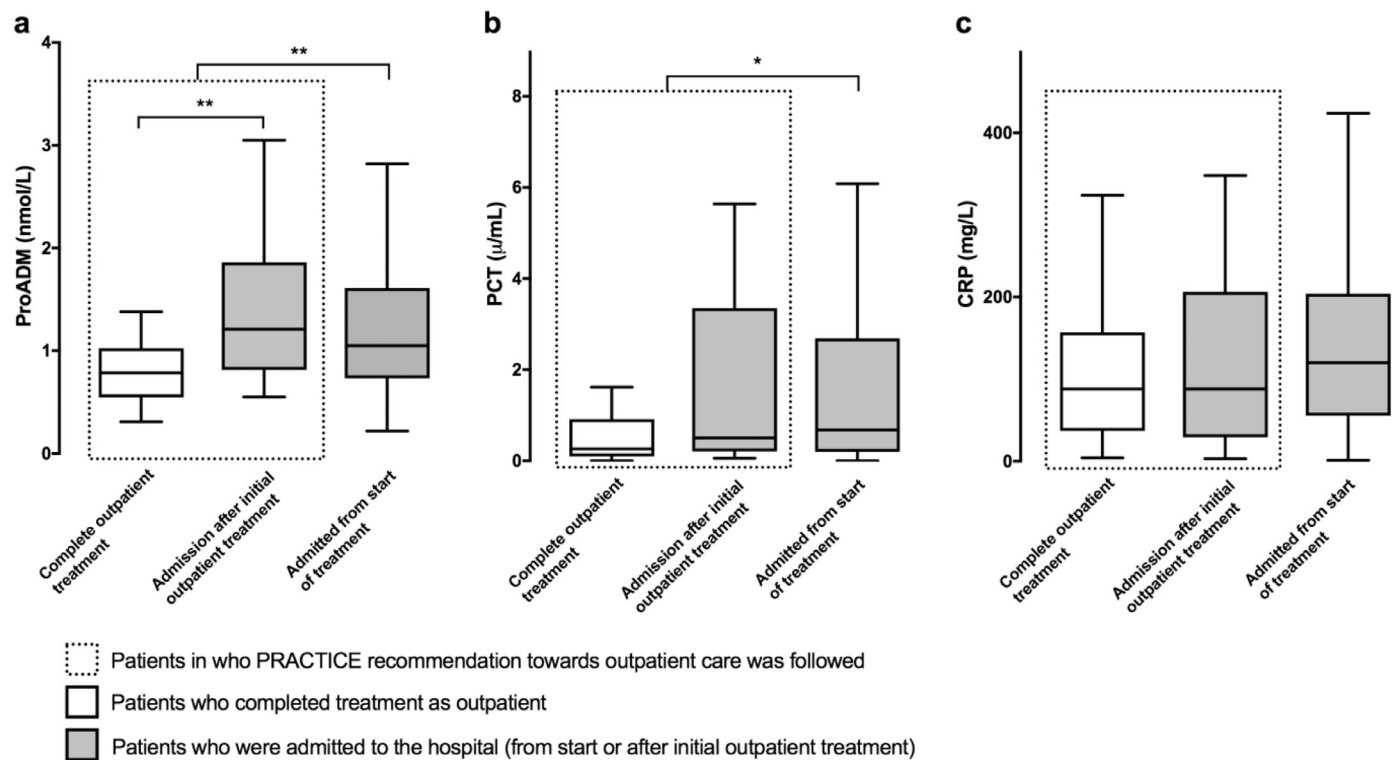 a
4
3
2
1
0
ProADM (nmol/L)
**
**
Complete outpatient
treatment
Admission after initial
outpatient treatment
Admitted from start
of treatment
b
8
6
4
2
0
PCT (μ/mL)
*
Complete outpatient
treatment
Admission after initial
outpatient treatment
Admitted from start
of treatment
c
400
200
0
CRP (mg/L)
Complete outpatient
treatment
Admission after initial
outpatient treatment
Admitted from start
of treatment
Patients in who PRACTICE recommendation towards outpatient care was followed
Patients who completed treatment as outpatient
Patients who were admitted to the hospital (from start or after initial outpatient treatment)